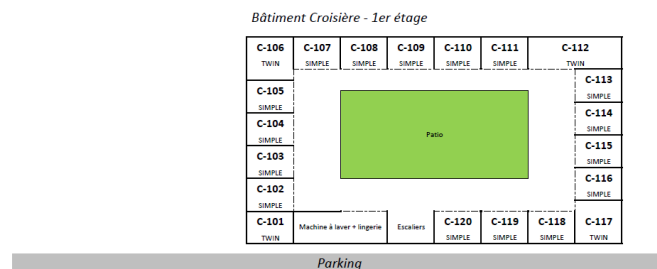 Bâtiment Croisière - 1er étage
C-106 C-107 C-108 C-109 C-110 C-111 C-112
TWIN SIMPLE SIMPLE SIMPLE SIMPLE SIMPLE TWIN
C-113
SIMPLE
C-105
SIMPLE
C-114
SIMPLE
C-104
SIMPLE
Patio
C-115
SIMPLE
C-103
SIMPLE
C-116
SIMPLE
C-102
SIMPLE
C-101 Machine à laver + lingerie Escaliers C-120 C-119 C-118 C-117
TWIN SIMPLE SIMPLE SIMPLE TWIN
Parking